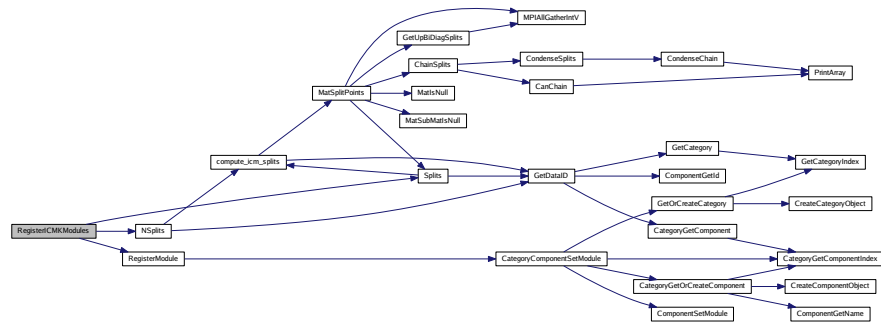 MPIAllGatherIntV
GetUpBiDiagSplits
ChainSplits
CondenseSplits
CondenseChain
PrintArray
MatSplitPoints
MatIsNull
CanChain
MatSubMatIsNull
GetCategory
compute_icm_splits
GetCategoryIndex
Splits
GetDataID
ComponentGetId
GetOrCreateCategory
CreateCategoryObject
RegisterICMKModules
NSplits
CategoryGetComponent
RegisterModule
CategoryComponentSetModule
CategoryGetComponentIndex
CategoryGetOrCreateComponent
CreateComponentObject
ComponentSetModule
ComponentGetName